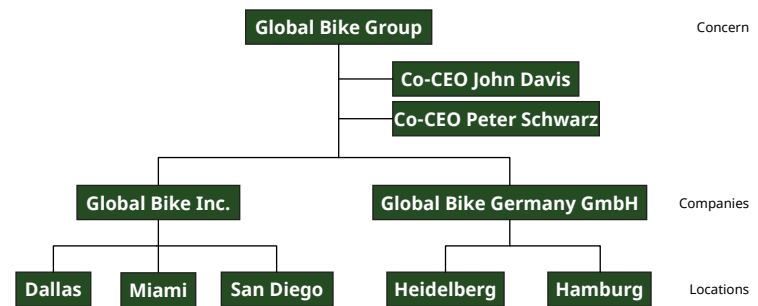 Global Bike Group
Concern
Co-CEO John Davis
Co-CEO Peter Schwarz
Global Bike Inc.
Global Bike Germany GmbH
Companies
Dallas
Miami
San Diego
Heidelberg
Hamburg
Locations